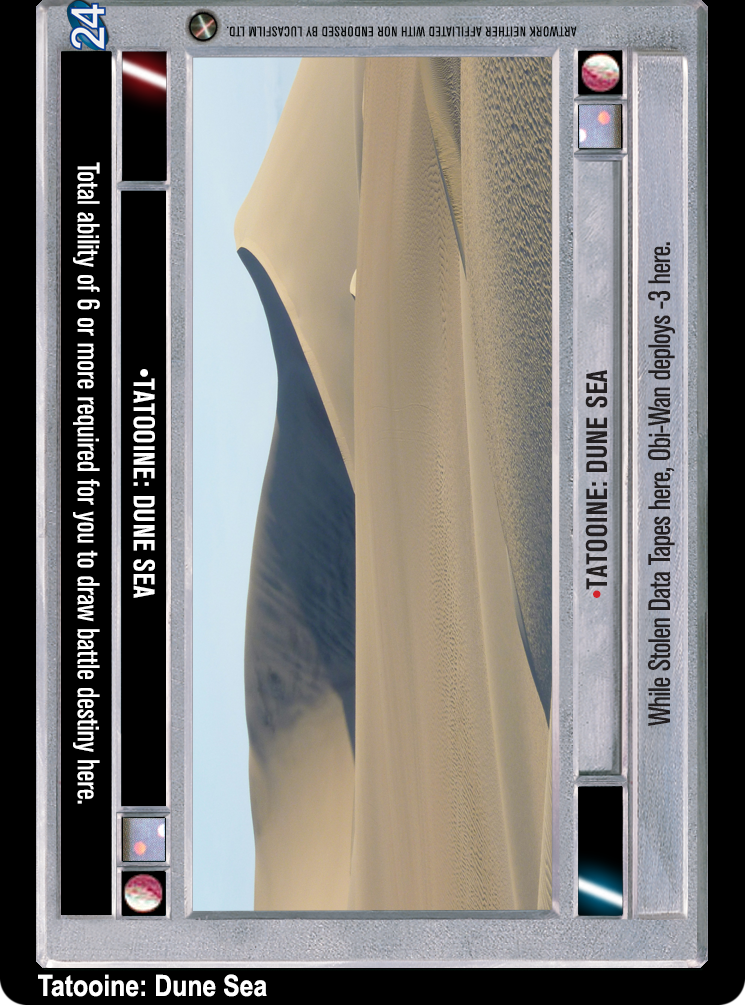 24
ARTWORK NEITHER AFFILIATED WITH NOR ENDORSED BY LUCASFILM LTD.
Total ability of 6 or more required for you to draw battle destiny here.
•TATOOINE: DUNE SEA
•TATOOINE: DUNE SEA
While Stolen Data Tapes here, Obi-Wan deploys -3 here.
Tatooine: Dune Sea